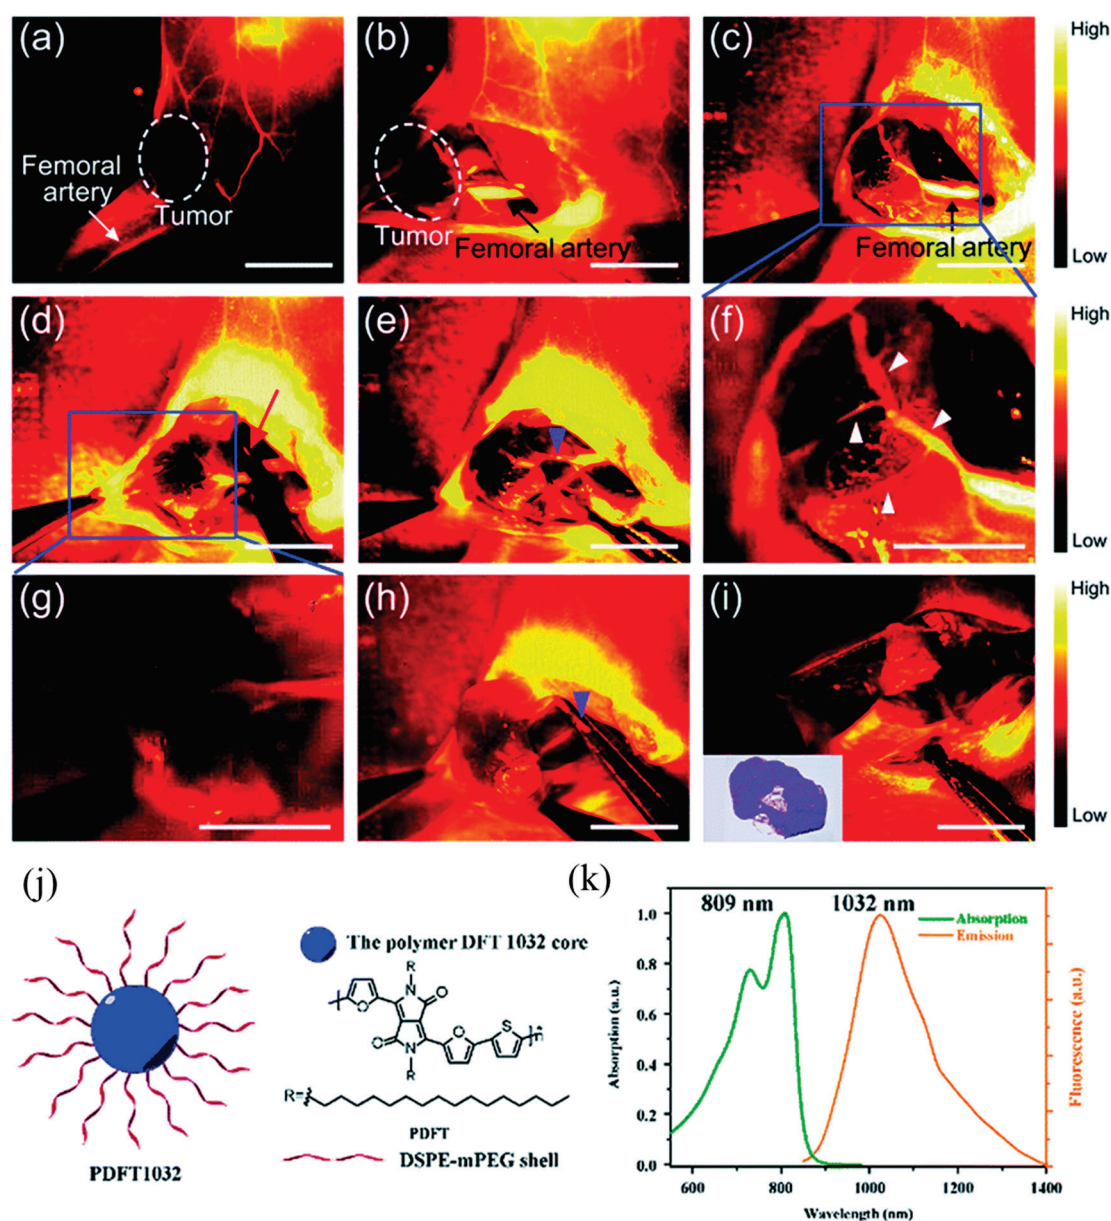 (a)
Femoral
artery
Tumor
(b)
Tumor
Femoral artery
(c)
Femoral artery
High
Low
(d)
(e)
(f)
High
Low
(g)
(h)
(i)
High
Low
(j)
The polymer DFT 1032 core
R
N
O
O
O
O
S
N
R
n
R=
PDFT
DSPE-mPEG shell
PDFT1032
(k)
809 nm
1032 nm
Absorption
Emission
Absorption (a.u.)
1.0
0.8
0.6
0.4
0.2
0.0
600
800
1000
1200
1400
Wavelength (nm)
Fluorescence (a.u.)